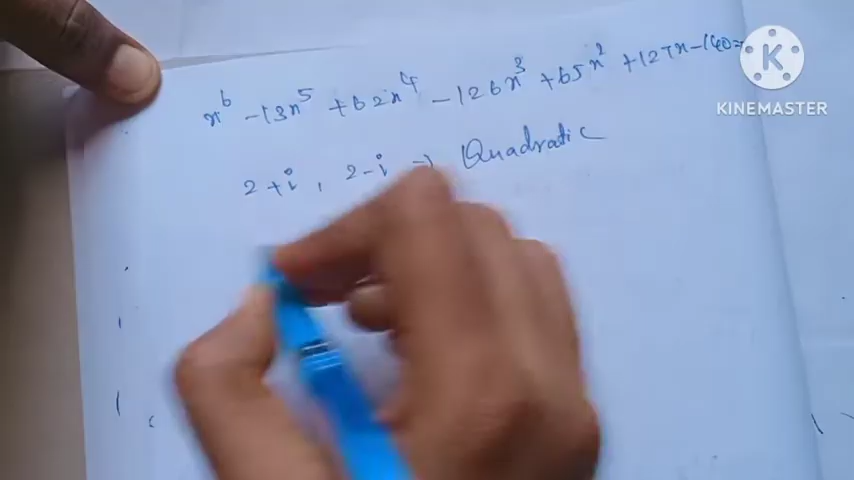 x^6 - 13x^5 + 62x^4 - 126x^3 + 65x^2 + 127x - 140 =
2+i, 2-i → Quadratic
K
KINEMASTER